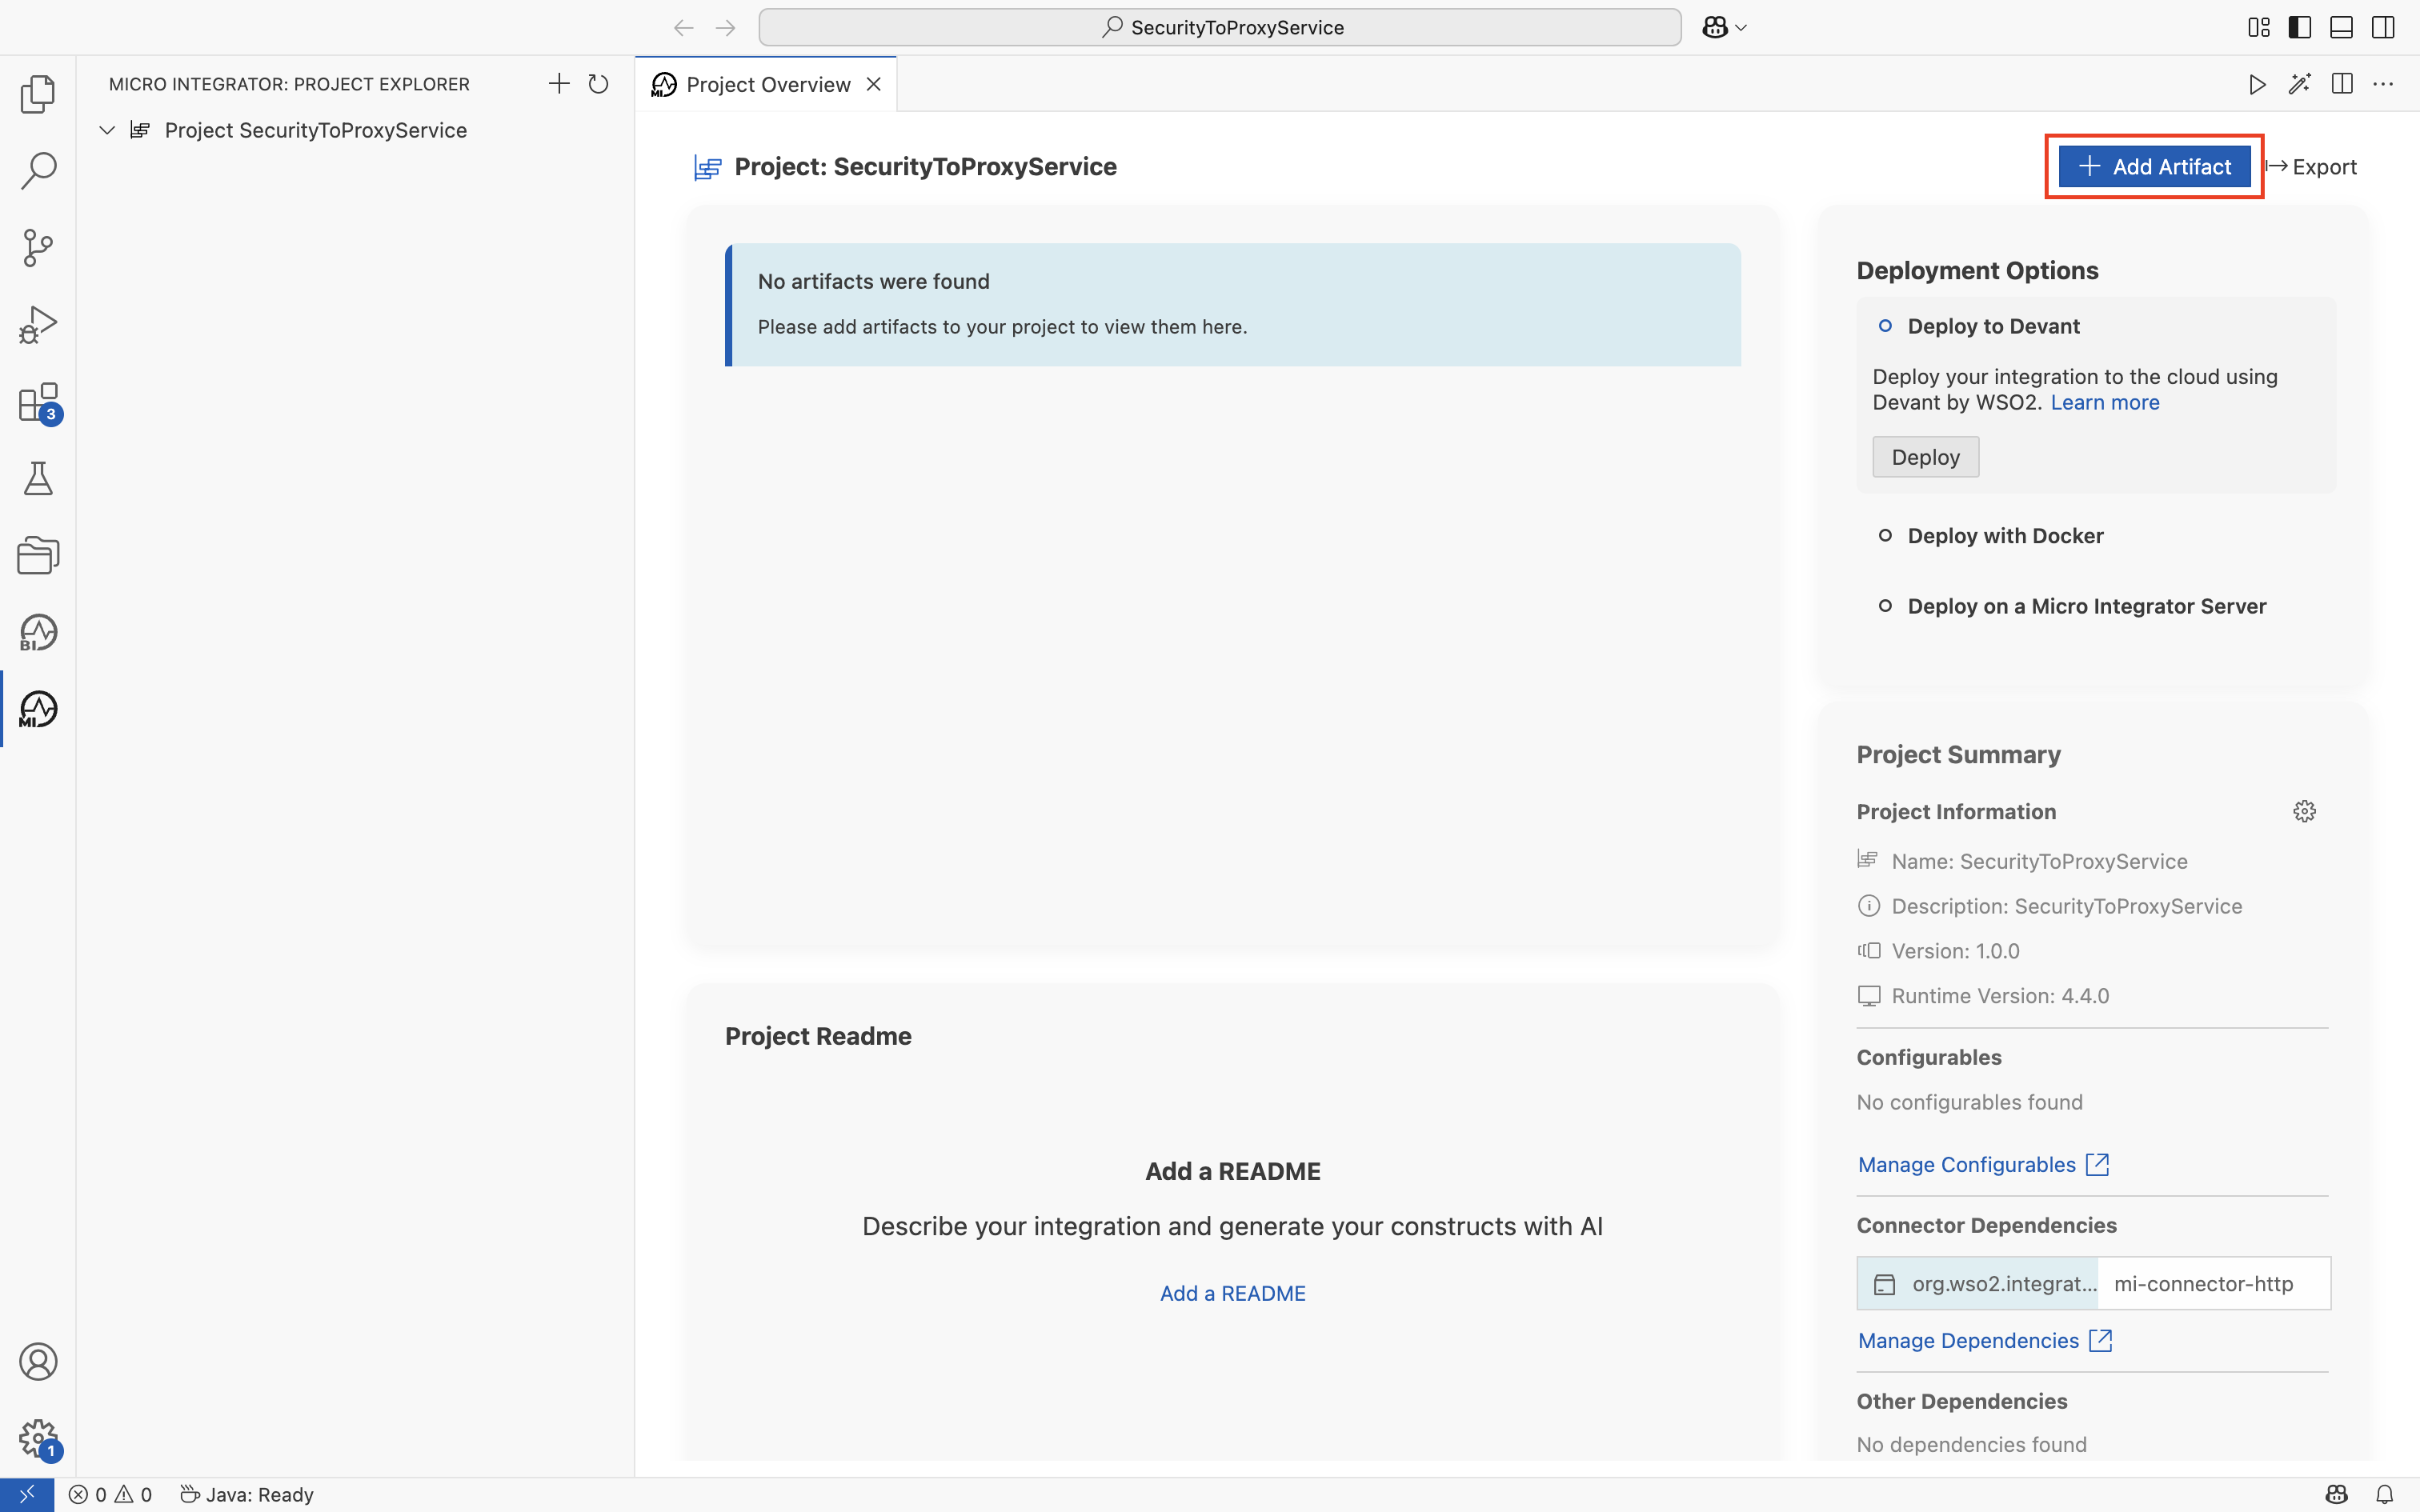 SecurityToProxyService
MICRO INTEGRATOR: PROJECT EXPLORER
Project SecurityToProxyService
3
BI
MI
1
MI
Project Overview
Project: SecurityToProxyService
Add Artifact
Export
No artifacts were found
Please add artifacts to your project to view them here.
Project Readme
Add a README
Describe your integration and generate your constructs with AI
Add a README
Deployment Options
Deploy to Devant
Deploy your integration to the cloud using
Devant by WSO2. Learn more
Deploy
Deploy with Docker
Deploy on a Micro Integrator Server
Project Summary
Project Information
Name: SecurityToProxyService
Description: SecurityToProxyService
Version: 1.0.0
Runtime Version: 4.4.0
Configurables
No configurables found
Manage Configurables
Connector Dependencies
org.wso2.integrat... mi-connector-http
Manage Dependencies
Other Dependencies
No dependencies found
0 0 Java: Ready